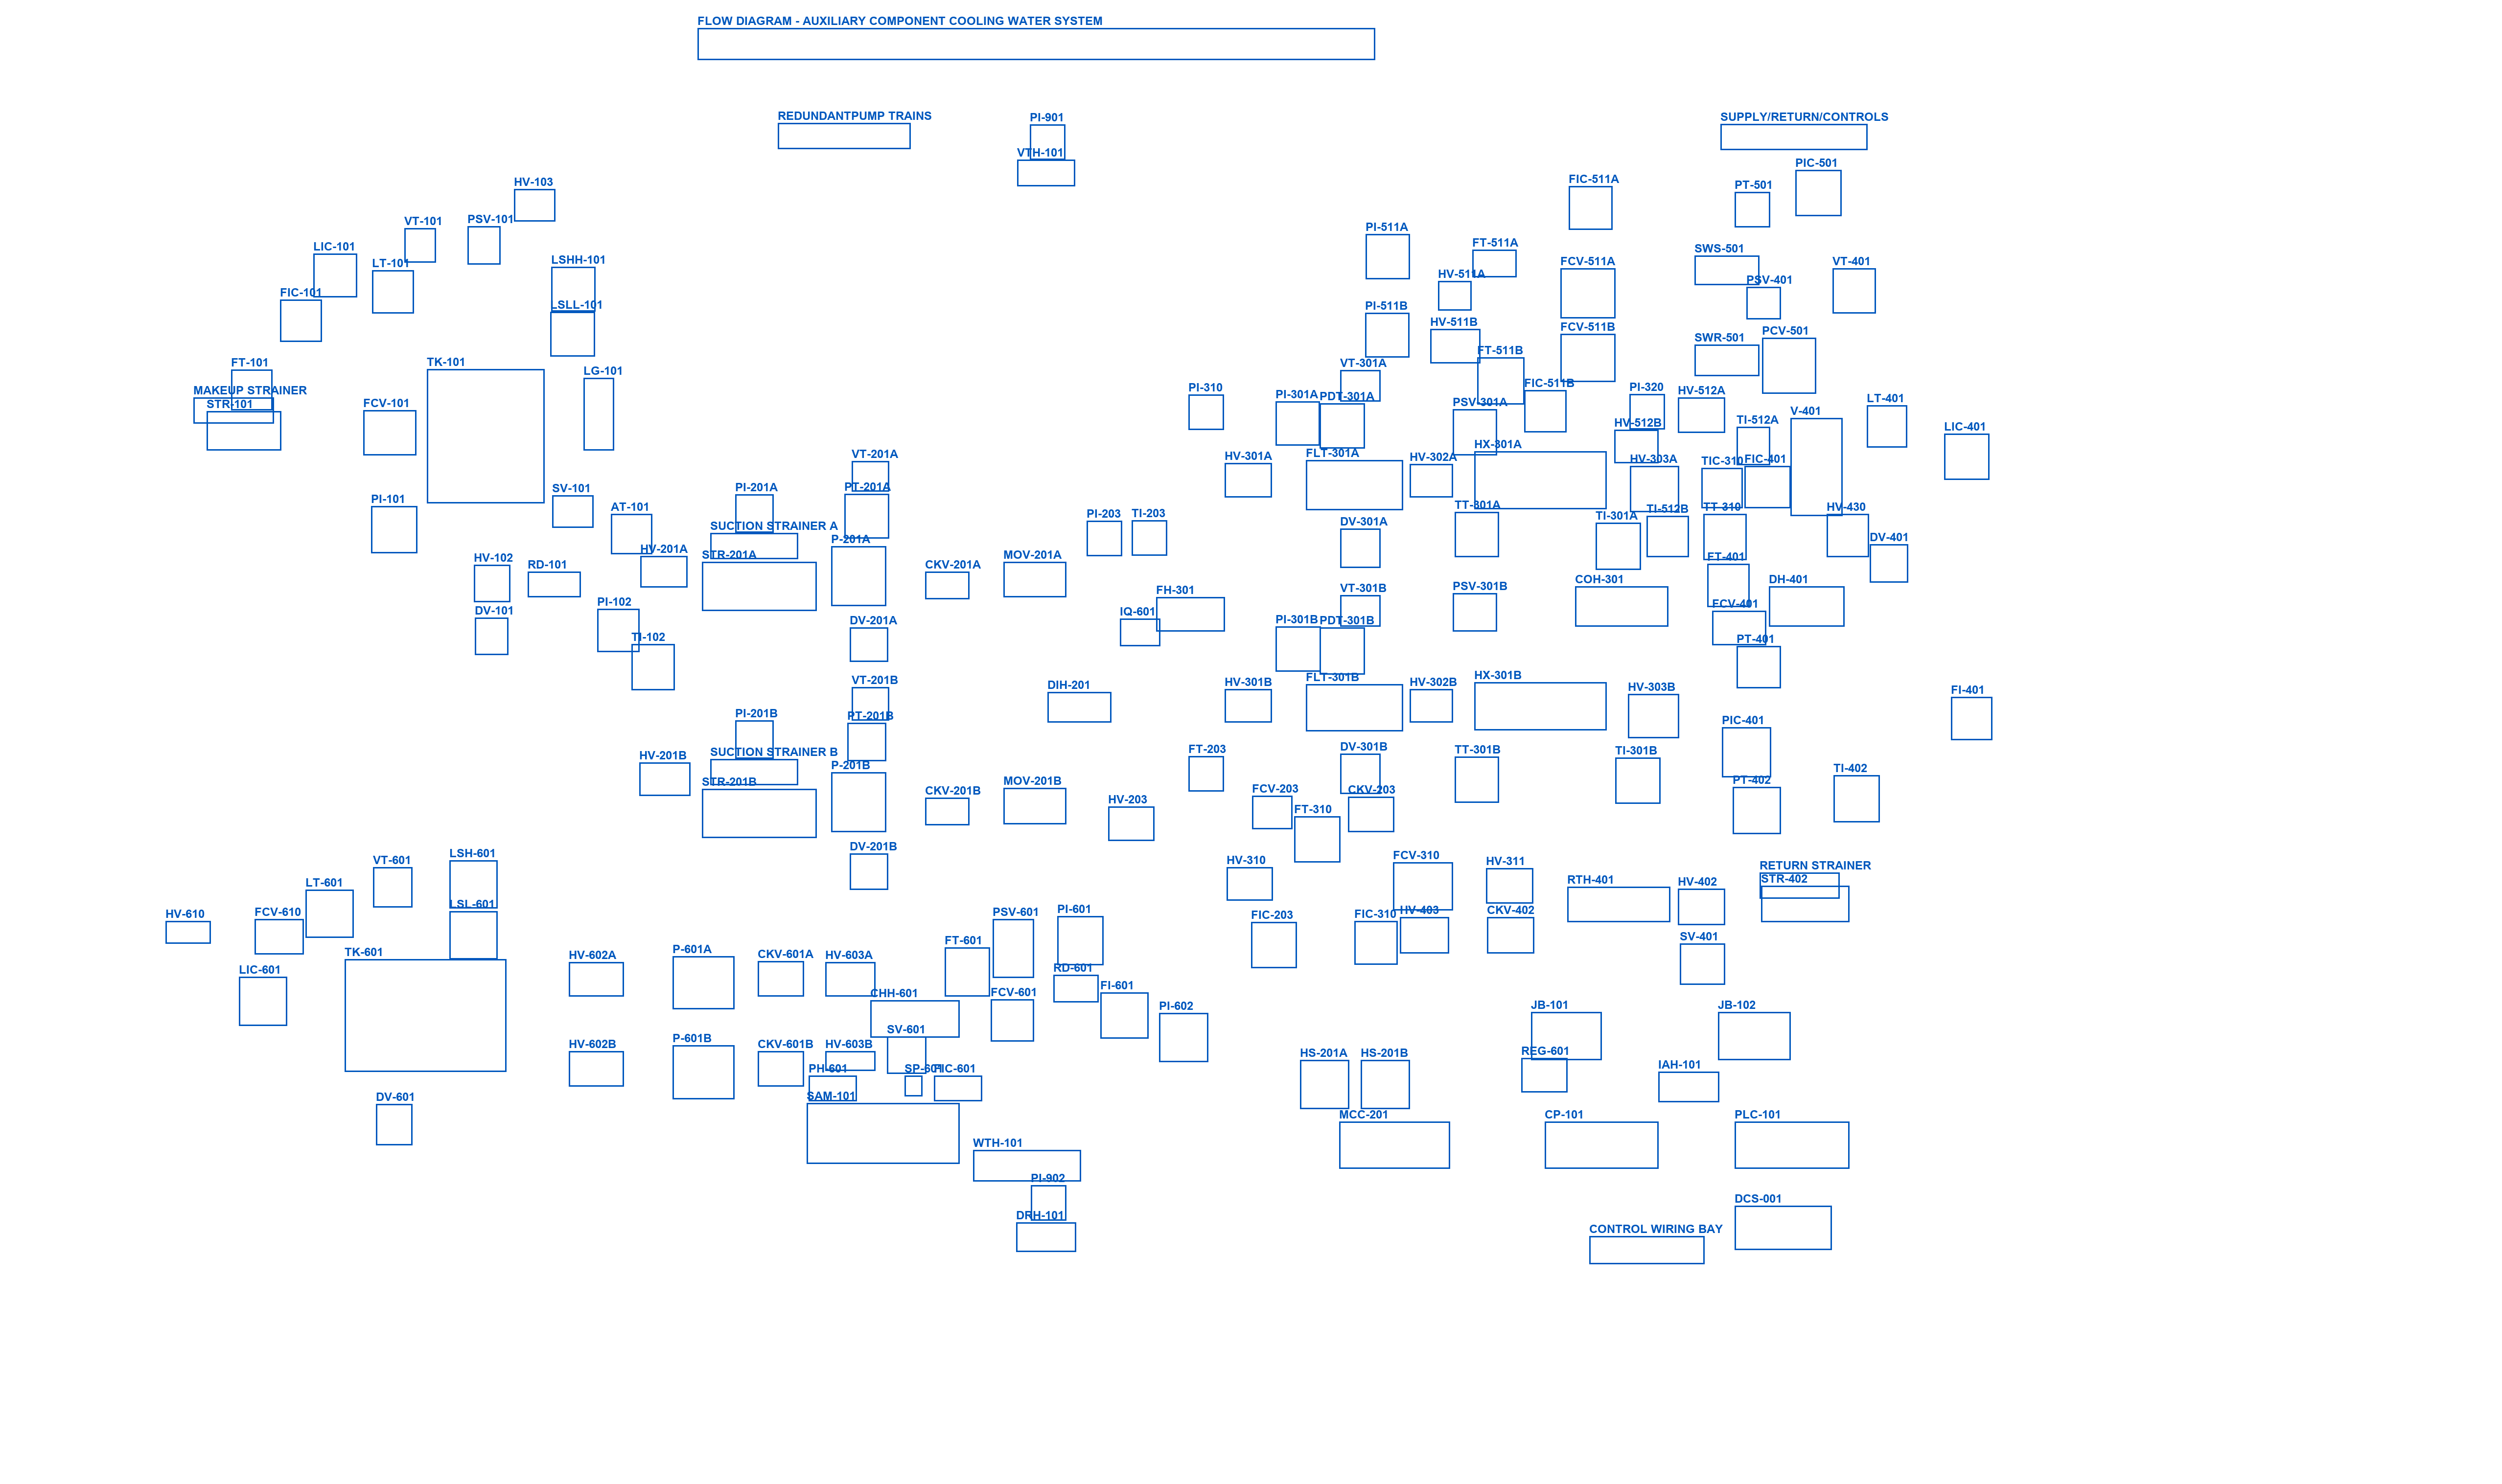 FLOW DIAGRAM - AUXILIARY COMPONENT COOLING WATER SYSTEM
REDUNDANTPUMP TRAINS
PI-901
SUPPLY/RETURN/CONTROLS
VTH-101
PIC-501
HV-103
FIC-511A
PT-501
VT-101
PSV-101
PI-511A
LIC-101
FT-511A
SWS-501
LT-101
LSHH-101
HV-511A
FCV-511A
PSV-401
VT-401
FIC-101
LSLL-101
PI-511B
HV-511B
FCV-511B
SWR-501
PCV-501
FT-101
TK-101
LG-101
VT-301A
FT-511B
MAKEUP STRAINER
STR-101
FCV-101
PI-310
PI-301A
PDT-301A
PSV-301A
FIC-511B
PI-320
HV-512A
V-401
LT-401
HV-512B
TI-512A
LIC-401
VT-201A
HV-301A
FLT-301A
HV-302A
HX-301A
HV-303A
TIC-310
FIC-401
PI-101
SV-101
PI-201A
PT-201A
AT-101
PI-203
TI-203
TT-301A
TI-301A
TI-512B
TT-310
HV-430
SUCTION STRAINER A
DV-301A
DV-401
HV-201A
STR-201A
P-201A
HV-102
RD-101
CKV-201A
MOV-201A
FT-401
DV-101
PI-102
IQ-601
FH-301
VT-301B
PSV-301B
COH-301
FCV-401
DH-401
TI-102
DV-201A
PI-301B
PDT-301B
PT-401
VT-201B
DIH-201
HV-301B
FLT-301B
HV-302B
HX-301B
HV-303B
FI-401
PI-201B
PT-201B
PIC-401
SUCTION STRAINER B
HV-201B
STR-201B
P-201B
FT-203
DV-301B
TT-301B
TI-301B
PT-402
TI-402
CKV-201B
MOV-201B
HV-203
FCV-203
FT-310
CKV-203
VT-601
LSH-601
DV-201B
HV-310
FCV-310
HV-311
RTH-401
HV-402
RETURN STRAINER
STR-402
HV-610
FCV-610
LT-601
LSL-601
PSV-601
PI-601
FIC-203
FIC-310
HV-403
CKV-402
SV-401
LIC-601
TK-601
HV-602A
P-601A
CKV-601A
HV-603A
FT-601
CHH-601
FCV-601
RD-601
FI-601
PI-602
JB-101
JB-102
HV-602B
P-601B
CKV-601B
HV-603B
SV-601
HS-201A
HS-201B
REG-601
IAH-101
PH-601
SP-601
FIC-601
DV-601
SAM-101
MCC-201
CP-101
PLC-101
WTH-101
PI-902
DRH-101
DCS-001
CONTROL WIRING BAY